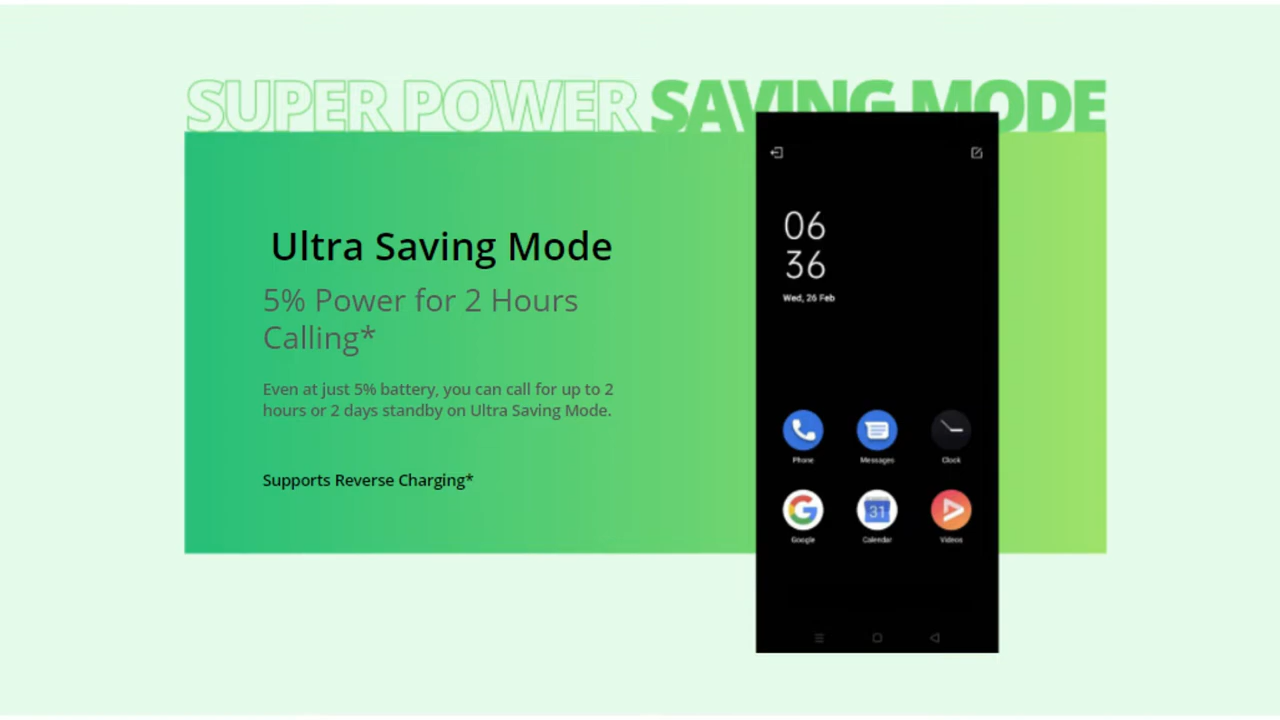 SUPER POWER SAVING MODE
Ultra Saving Mode
5% Power for 2 Hours
Calling*
Even at just 5% battery, you can call for up to 2
hours or 2 days standby on Ultra Saving Mode.
Supports Reverse Charging*
06
36
Wed, 26 Feb
Phone Messages Clock
31
Google Calendar Videos